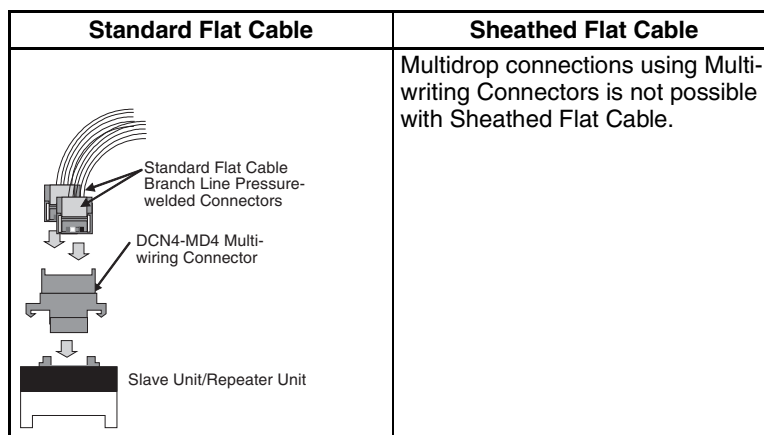 Standard Flat Cable
Sheathed Flat Cable
Standard Flat Cable
Branch Line Pressure-
welded Connectors
DCN4-MD4 Multi-
wiring Connector
Slave Unit/Repeater Unit
Multidrop connections using Multi-
writing Connectors is not possible
with Sheathed Flat Cable.